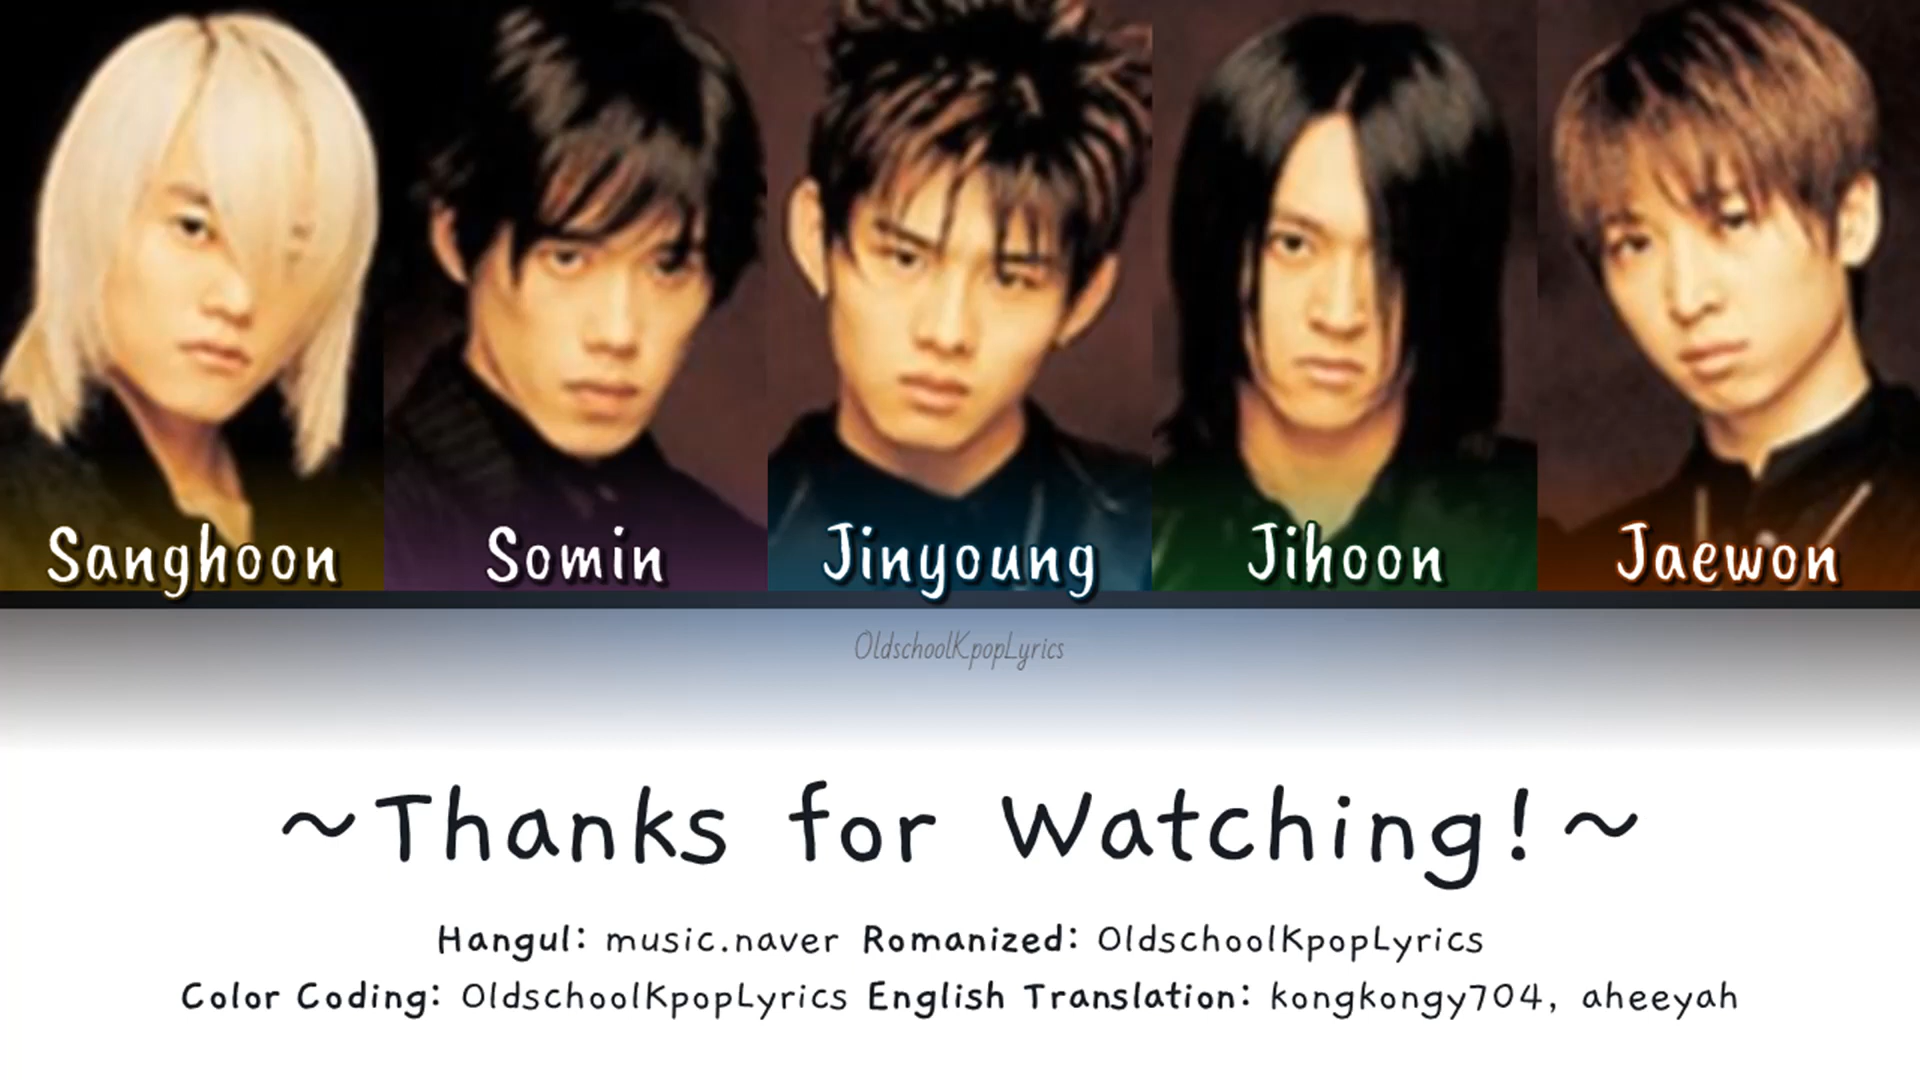 Sanghoon Somin Jinyoung Jihoon Jaewon
OldschoolKpopLyrics
~Thanks for Watching!~
Hangul: music.naver Romanized: OldschoolKpopLyrics
Color Coding: OldschoolKpopLyrics English Translation: kongkongy704, aheeyah